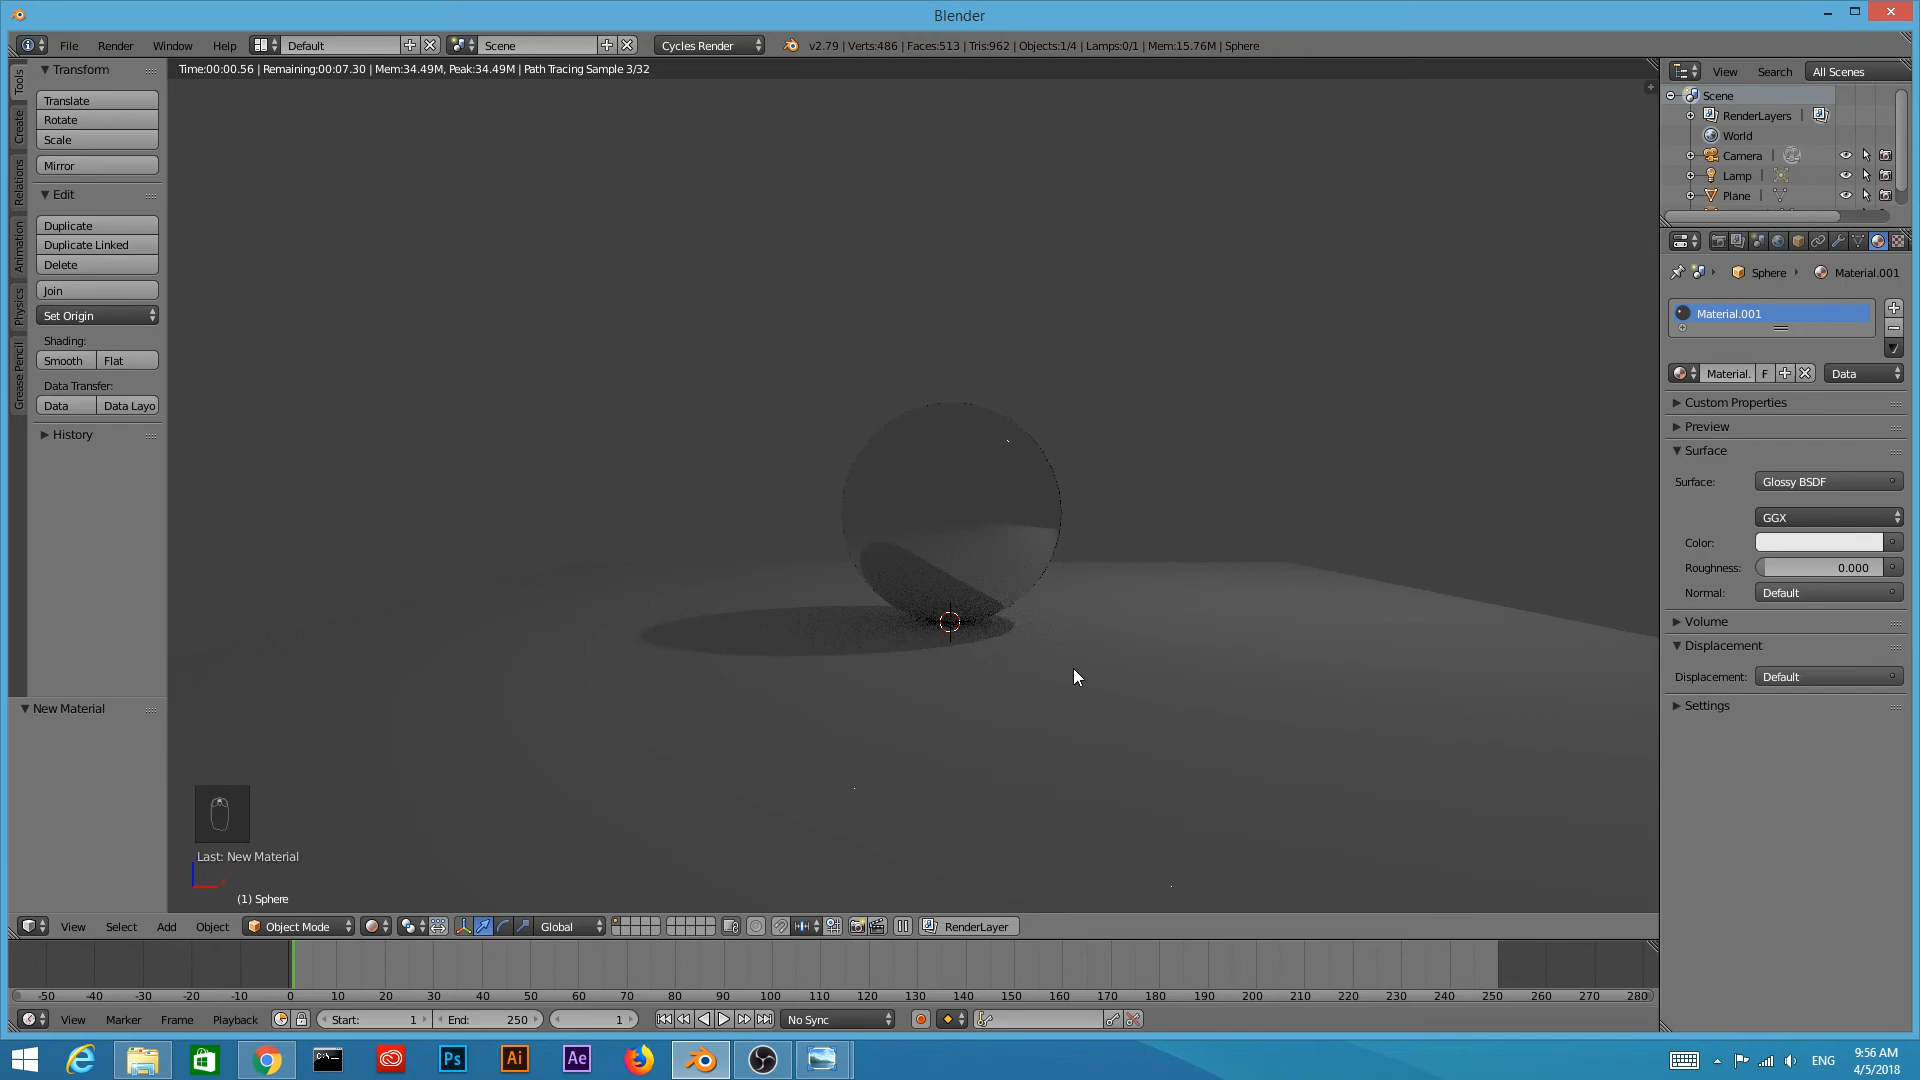 Blender
File Render Window Help Default Scene Cycles Render v2.79 | Verts:486 | Faces:513 | Tris:962 | Objects:1/4 | Lamps:0/1 | Mem:15.76M | Sphere
Time:00:00.56 | Remaining:00:07.30 | Mem:34.49M, Peak:34.49M | Path Tracing Sample 3/32
Tools
Create
Relations
Animation
Physics
Grease Pencil
Transform
Translate
Rotate
Scale
Mirror
Edit
Duplicate
Duplicate Linked
Delete
Join
Set Origin
Shading:
Smooth Flat
Data Transfer:
Data Data Layo
History
New Material
Last: New Material
(1) Sphere
View Search All Scenes
Scene
RenderLayers
World
Camera
Lamp
Plane
Sphere Material.001
Material.001
Material. F Data
Custom Properties
Preview
Surface
Surface: Glossy BSDF
GGX
Color:
Roughness: 0.000
Normal: Default
Volume
Displacement
Displacement: Default
Settings
View Select Add Object Object Mode Global RenderLayer
-50 -40 -30 -20 -10 0 10 20 30 40 50 60 70 80 90 100 110 120 130 140 150 160 170 180 190 200 210 220 230 240 250 260 270 280
View Marker Frame Playback Start: 1 End: 250 1 No Sync
Ps Ai Ae ENG 9:56 AM
4/5/2018